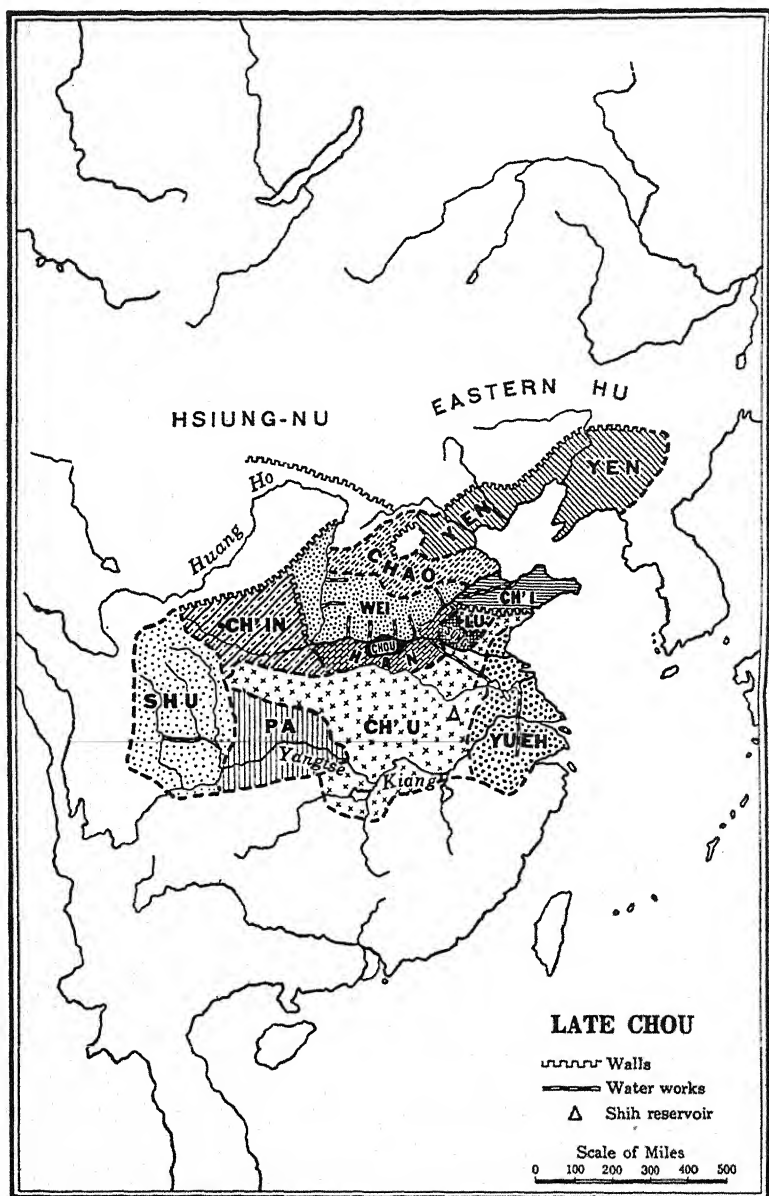 EASTERN HU
HSIUNG-NU
YEN
Huang Ho
YEN
CHAO
CH'I
WEI
LU
CH'IN
CHOU
HAN
SHU
PA
CH'U
YUEH
Yangtse Kiang
LATE CHOU
Walls
Water works
Shih reservoir
Scale of Miles
0 100 200 300 400 500